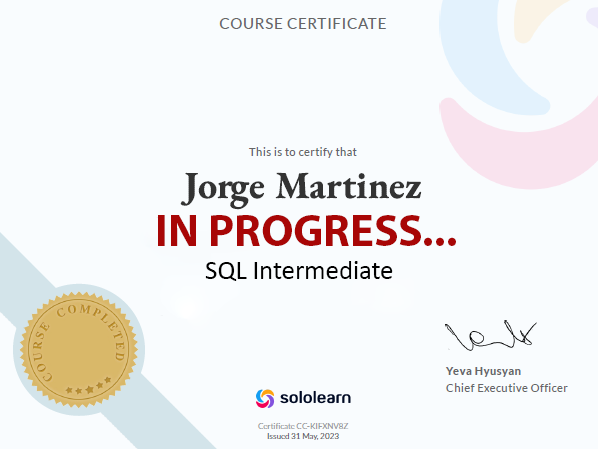 COURSE CERTIFICATE
This is to certify that
Jorge Martinez
IN PROGRESS...
SQL Intermediate
COURSE COMPLETED
Yeva Hyusyan
Chief Executive Officer
sololearn
Certificate CC-KIFXNV8Z
Issued 31 May, 2023